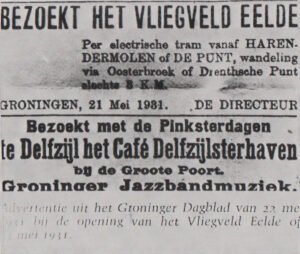 BEZOEKT HET VLIEGVELD EELDE
Per electrische tram vanaf HAREN-
DERMOLEN of DE PUNT, wandeling
via Oosterbroek of Drenthsche Punt
slechts 3 K.M.
GRONINGEN, 21 Mei 1931. DE DIRECTEUR
Bezoekt met de Pinksterdagen
te Delfzijl het Café Delfzijlsterhaven
bij de Groote Poort.
Groninger Jazzbandmuziek.
Advertentie uit het Groninger Dagblad van 22 me
1931 bij de opening van het Vliegveld Eelde op
mei 1931.